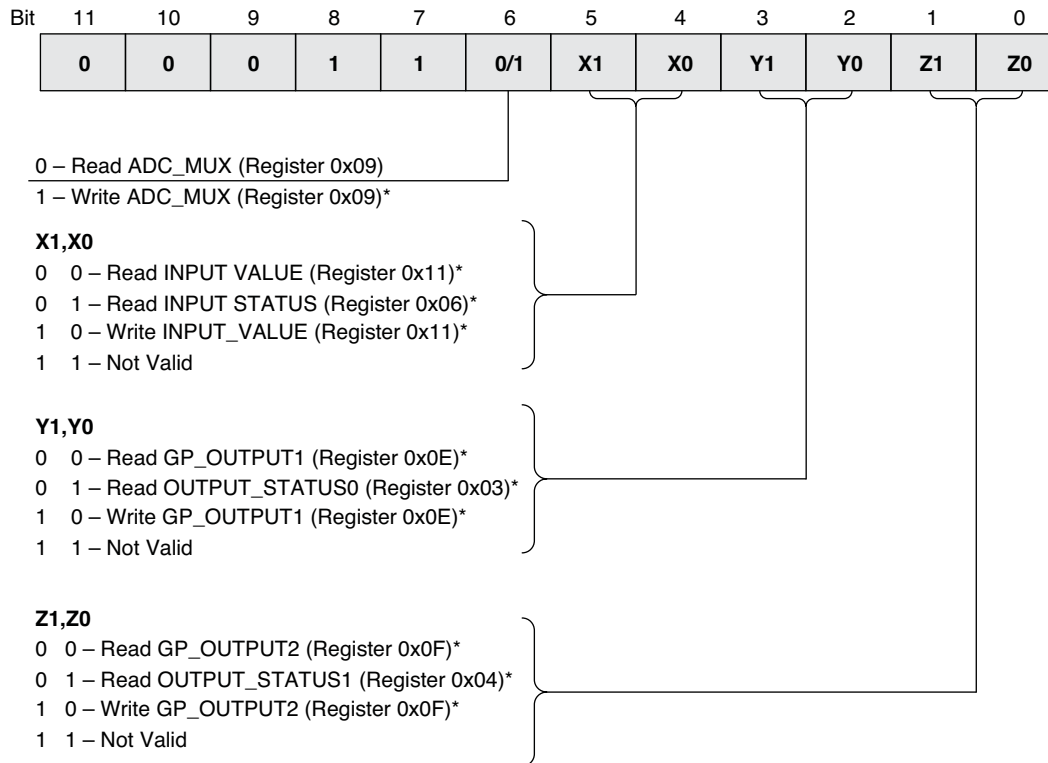 Bit 11 10 9 8 7 6 5 4 3 2 1 0
0 0 0 1 1 0/1 X1 X0 Y1 Y0 Z1 Z0
0 – Read ADC_MUX (Register 0x09)
1 – Write ADC_MUX (Register 0x09)*
X1,X0
0 0 – Read INPUT VALUE (Register 0x11)*
0 1 – Read INPUT STATUS (Register 0x06)*
1 0 – Write INPUT_VALUE (Register 0x11)*
1 1 – Not Valid
Y1,Y0
0 0 – Read GP_OUTPUT1 (Register 0x0E)*
0 1 – Read OUTPUT_STATUS0 (Register 0x03)*
1 0 – Write GP_OUTPUT1 (Register 0x0E)*
1 1 – Not Valid
Z1,Z0
0 0 – Read GP_OUTPUT2 (Register 0x0F)*
0 1 – Read OUTPUT_STATUS1 (Register 0x04)*
1 0 – Write GP_OUTPUT2 (Register 0x0F)*
1 1 – Not Valid